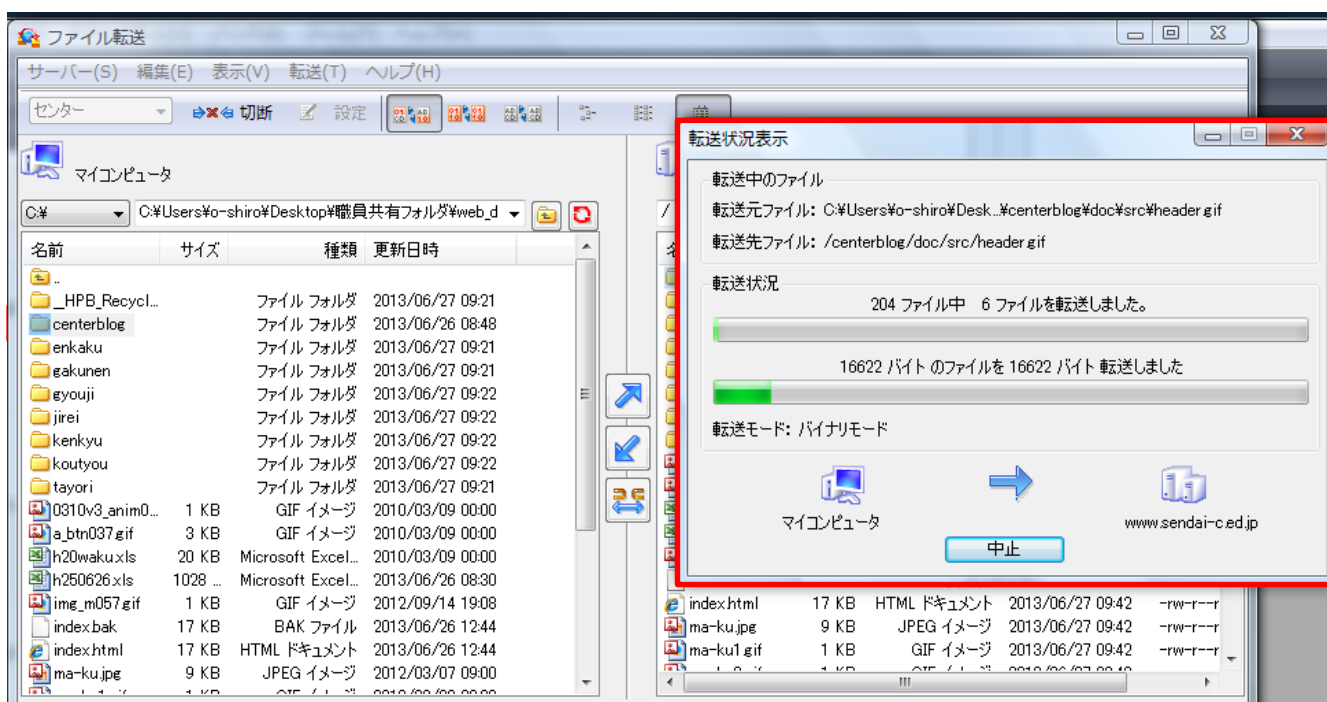 ファイル転送
サーバー(S) 編集(E) 表示(V) 転送(T) ヘルプ(H)
センター 切断 設定
マイコンピュータ
C:¥ C:¥Users¥o-shiro¥Desktop¥職員共有フォルダ¥web_d
/
名前 サイズ 種類 更新日時
..
_HPB_Recycl... ファイル フォルダ 2013/06/27 09:21
centerblog ファイル フォルダ 2013/06/26 08:48
enkaku ファイル フォルダ 2013/06/27 09:21
gakunen ファイル フォルダ 2013/06/27 09:21
gyouji ファイル フォルダ 2013/06/27 09:22
jirei ファイル フォルダ 2013/06/27 09:22
kenkyu ファイル フォルダ 2013/06/27 09:22
koutyou ファイル フォルダ 2013/06/27 09:22
tayori ファイル フォルダ 2013/06/27 09:21
0310v3_anim0... 1 KB GIF イメージ 2010/03/09 00:00
a_btn037.gif 3 KB GIF イメージ 2010/03/09 00:00
h20waku.xls 20 KB Microsoft Excel... 2010/03/09 00:00
h250626.xls 1028 ... Microsoft Excel... 2013/06/26 08:30
img_m057.gif 1 KB GIF イメージ 2012/09/14 19:08
index.bak 17 KB BAK ファイル 2013/06/26 12:44
index.html 17 KB HTML ドキュメント 2013/06/26 12:44
ma-ku.jpg 9 KB JPEG イメージ 2012/03/07 09:00
転送状況表示
転送中のファイル
転送元ファイル: C:¥Users¥o-shiro¥Desk...¥centerblog¥doc¥src¥header.gif
転送先ファイル: /centerblog/doc/src/header.gif
転送状況
204 ファイル中 6 ファイルを転送しました。
16622 バイト のファイルを 16622 バイト 転送しました
転送モード: バイナリモード
マイコンピュータ www.sendai-c.ed.jp
中止
index.html 17 KB HTML ドキュメント 2013/06/27 09:42 -rw-r--r
ma-ku.jpg 9 KB JPEG イメージ 2013/06/27 09:42 -rw-r--r
ma-ku1.gif 1 KB GIF イメージ 2013/06/27 09:42 -rw-r--r